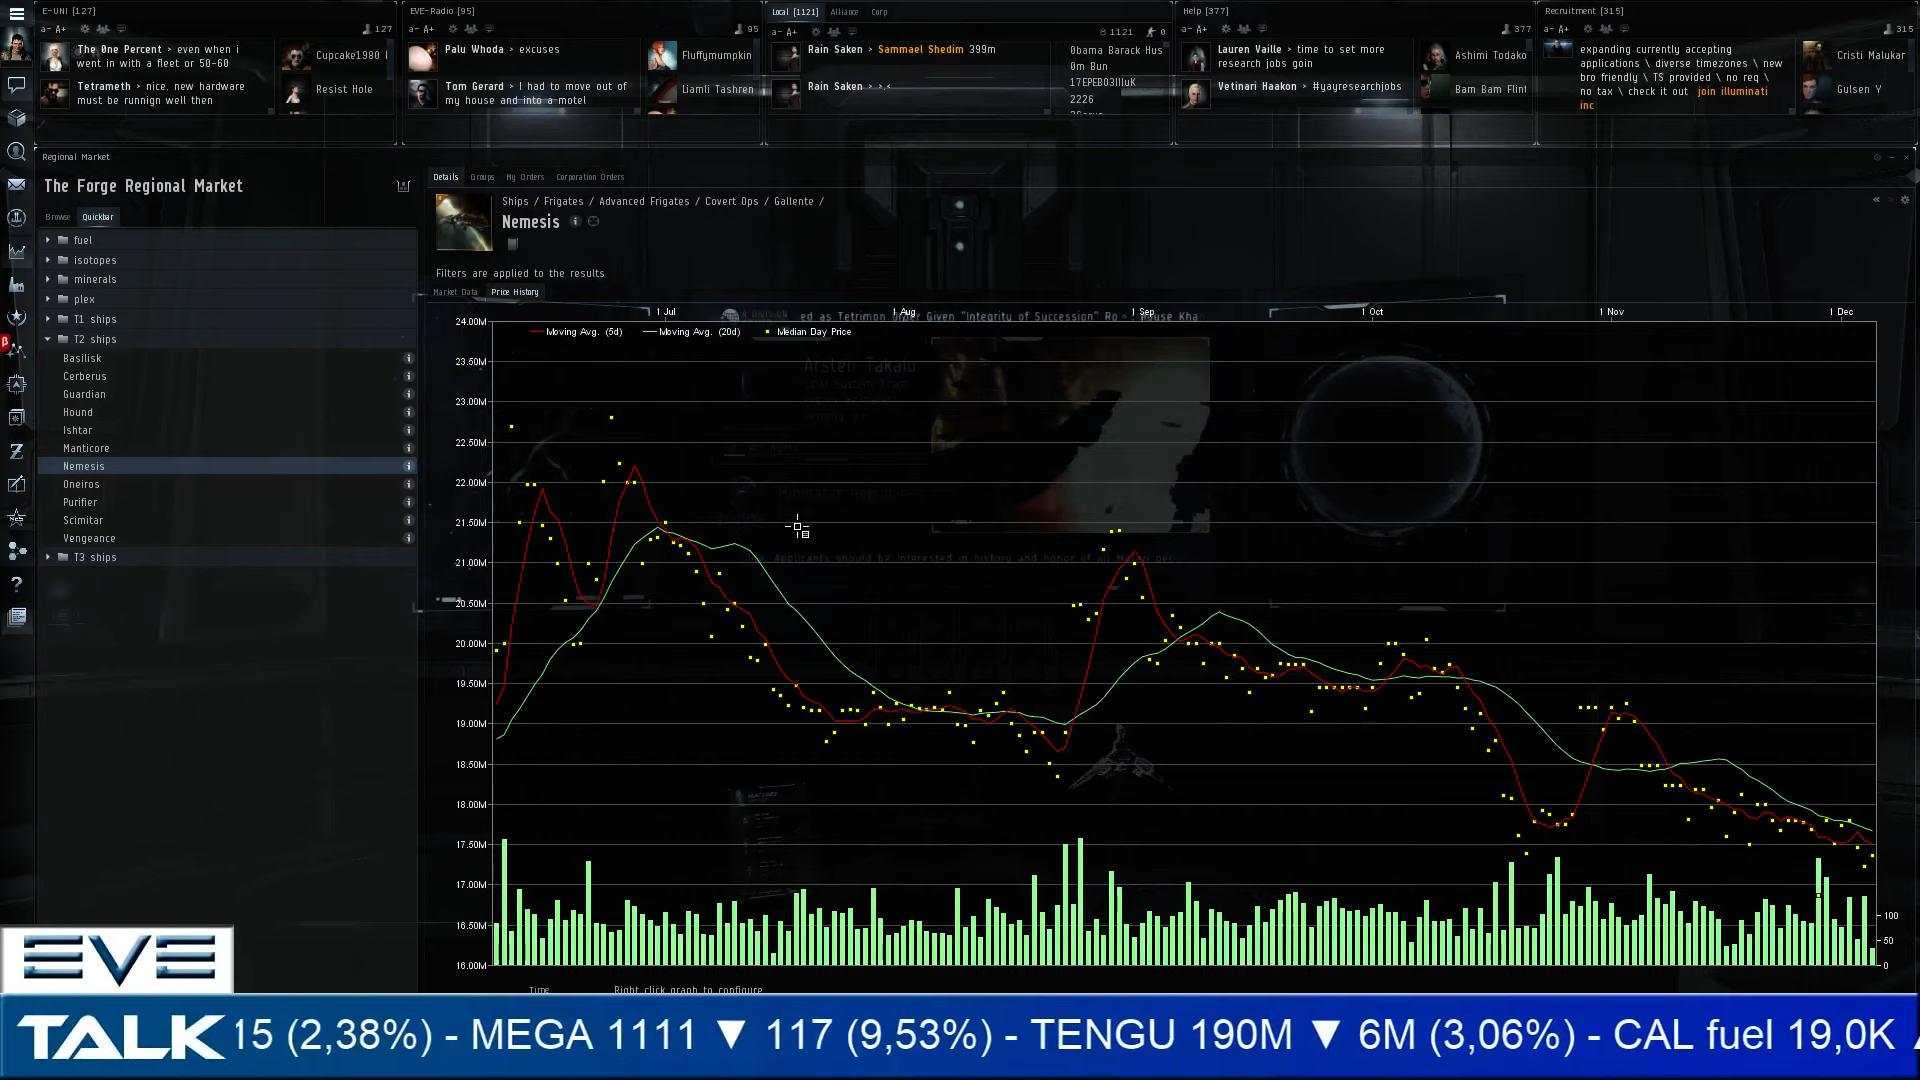 E-UNI [127]
a- A+
127
The 0ne Percent > even when i
went in with a fleet or 50-60
Tetrameth > nice, new hardware
must be runnign well then
Cupcake1980
Resist Hole
EVE-Radio [95]
a- A+
95
Palu Whoda > excuses
Tom Gerard > I had to move out of
my house and into a motel
Fluffymumpkin
Liamli Tashren
Local [1121] Alliance Corp
a- A+
1121 0
Rain Saken > Sammael Shedim 399m
Rain Saken > >.<
0bama Barack Hus
0m Bun
2226
Help [377]
a- A+
377
Lauren Vaille > time to set more
research jobs goin
Vetinari Haakon > #yayresearchjobs
Ashimi Todako
Bam Bam Flint
Recruitment [315]
a- A+
315
expanding currently accepting
applications \ diverse timezones \ new
bro friendly \ TS provided \ no req \
no tax \ check it out join illuminati
inc
Cristi Malukar
Gulsen Y
Regional Market
The Forge Regional Market
Browse Quickbar
fuel
isotopes
minerals
plex
T1 ships
T2 ships
Basilisk
Cerberus
Guardian
Hound
Ishtar
Manticore
Nemesis
Oneiros
Purifier
Scimitar
Vengeance
T3 ships
Details Groups My Orders Corporation Orders
Ships / Frigates / Advanced Frigates / Covert Ops / Gallente /
Nemesis
Filters are applied to the results
Market Data Price History
1 Jul 1 Aug 1 Sep 1 Oct 1 Nov 1 Dec
Moving Avg. (5d) Moving Avg. (20d) Median Day Price
24.00M
23.50M
23.00M
22.50M
22.00M
21.50M
21.00M
20.50M
20.00M
19.50M
19.00M
18.50M
18.00M
17.50M
17.00M
16.50M
16.00M
100
50
0
Time Right click graph to configure
EVE
TALK
15 (2,38%) - MEGA 1111 ▼ 117 (9,53%) - TENGU 190M ▼ 6M (3,06%) - CAL fuel 19,0K